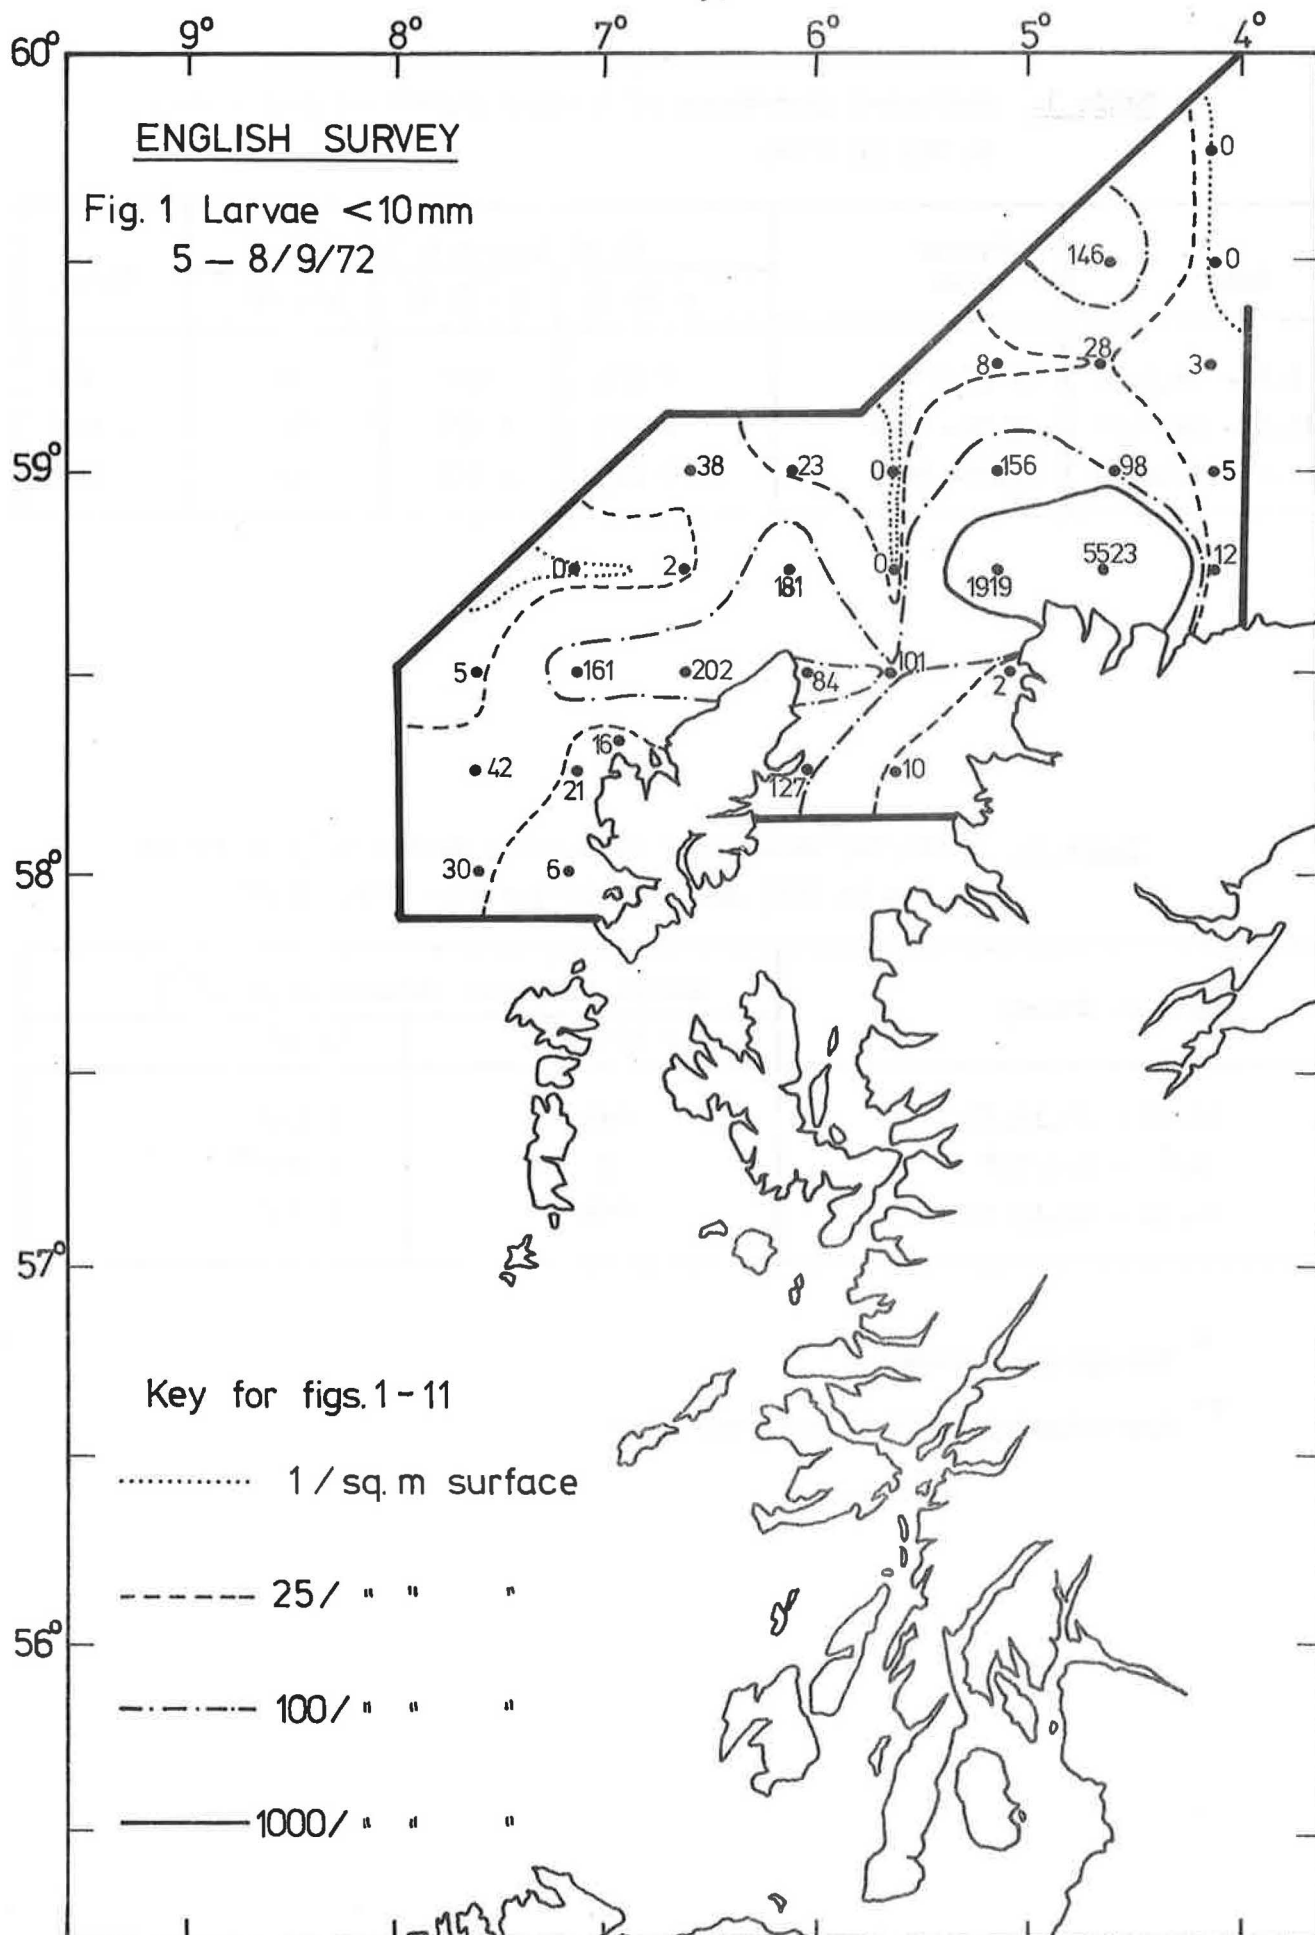 9° 8° 7° 6° 5° 4°
60°
ENGLISH SURVEY
Fig. 1 Larvae <10mm
5 – 8/9/72
0
146 0
8 28 3
59° 38 23 0 156 98 5
0 2 181 0 1919 5523 12
5 161 202 84 101 2
16
42 21 127 10
58° 30 6
57°
Key for figs. 1-11
1 / sq. m surface
25/ " " "
56°
100/ " " "
1000/ " " "